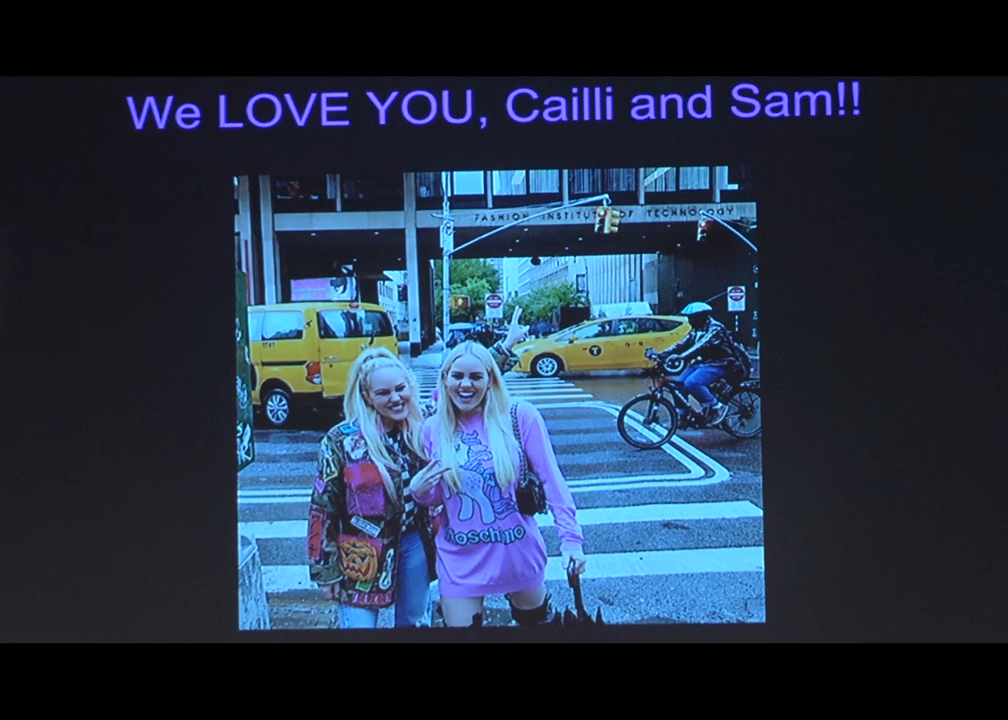 We LOVE YOU, Cailli and Sam!!
FASHION INSTITUTE OF TECHNOLOGY
T
moschino